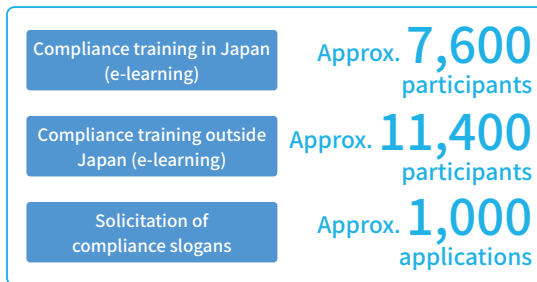 Compliance training in Japan
(e-learning)
Approx. 7,600
participants
Compliance training outside
Japan (e-learning)
Approx. 11,400
participants
Solicitation of
compliance slogans
Approx. 1,000
applications